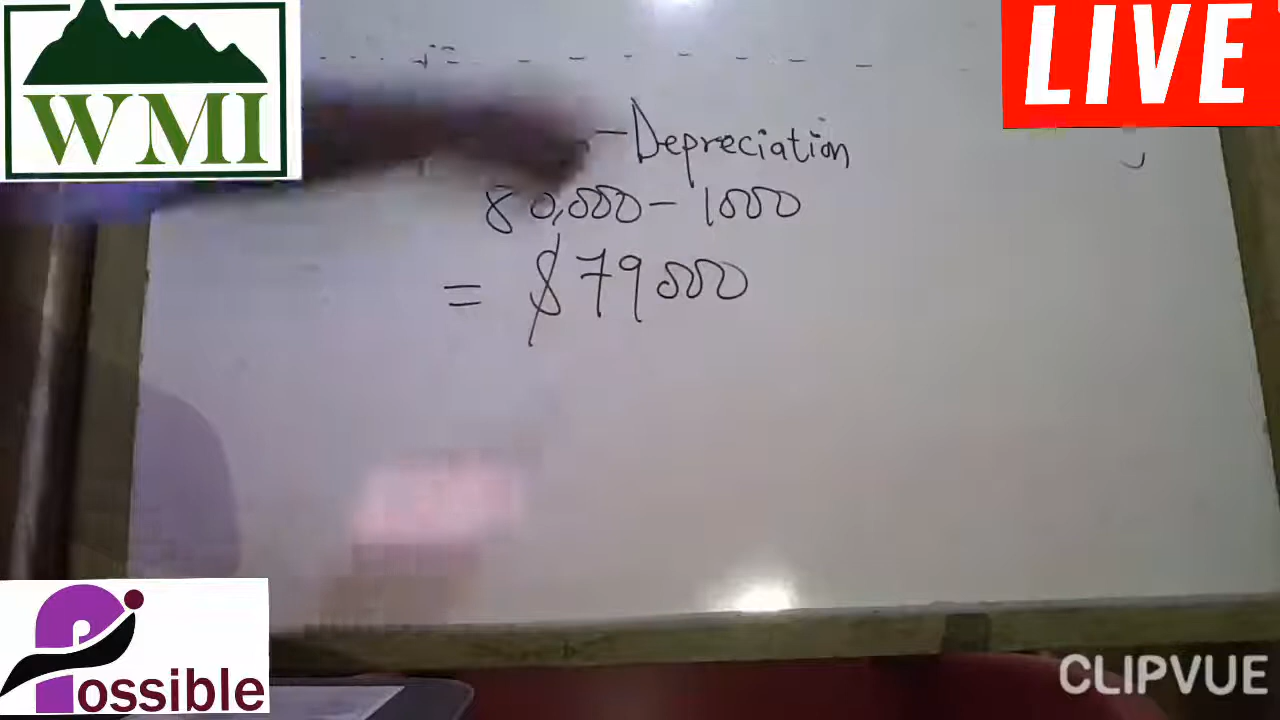 WMI
LIVE
– Depreciation
80,000 – 1000
= $79000
Possible
CLIPVUE